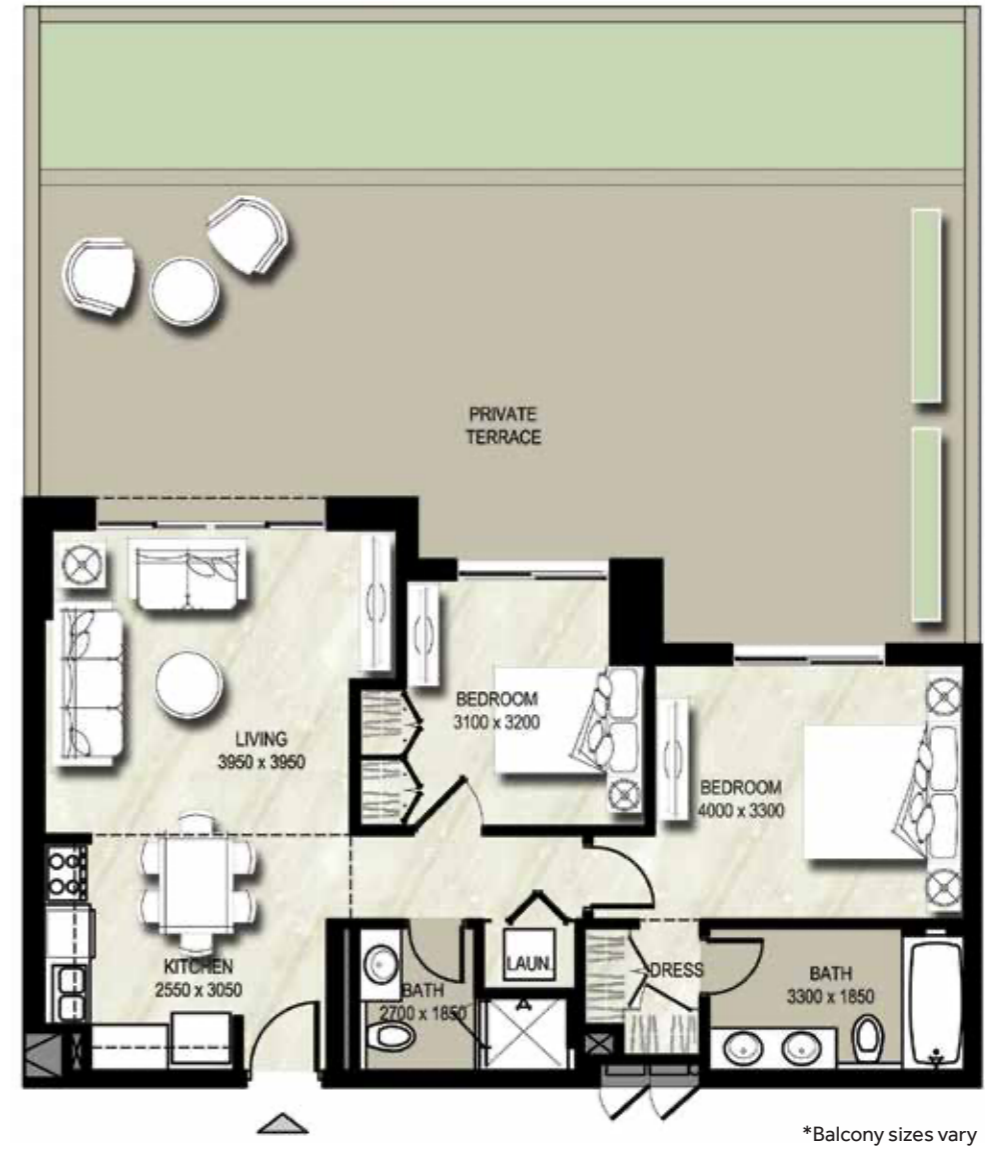 PRIVATE
TERRACE
BEDROOM
3100 x 3200
LIVING
3950 x 3950
BEDROOM
4000 x 3300
KITCHEN
2550 x 3050
LAUN.
DRESS
BATH
2700 x 1850
BATH
3300 x 1850
*Balcony sizes vary